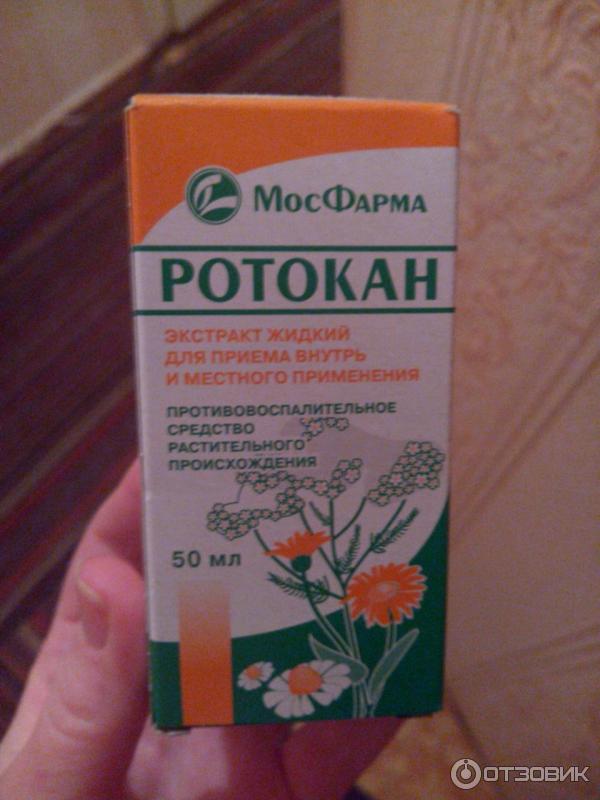 МосФарма
РОТОКАН
ЭКСТРАКТ ЖИДКИЙ
ДЛЯ ПРИЕМА ВНУТРЬ
И МЕСТНОГО ПРИМЕНЕНИЯ
ПРОТИВОВОСПАЛИТЕЛЬНОЕ
СРЕДСТВО
РАСТИТЕЛЬНОГО
ПРОИСХОЖДЕНИЯ
50 мл
ОТЗОВИК